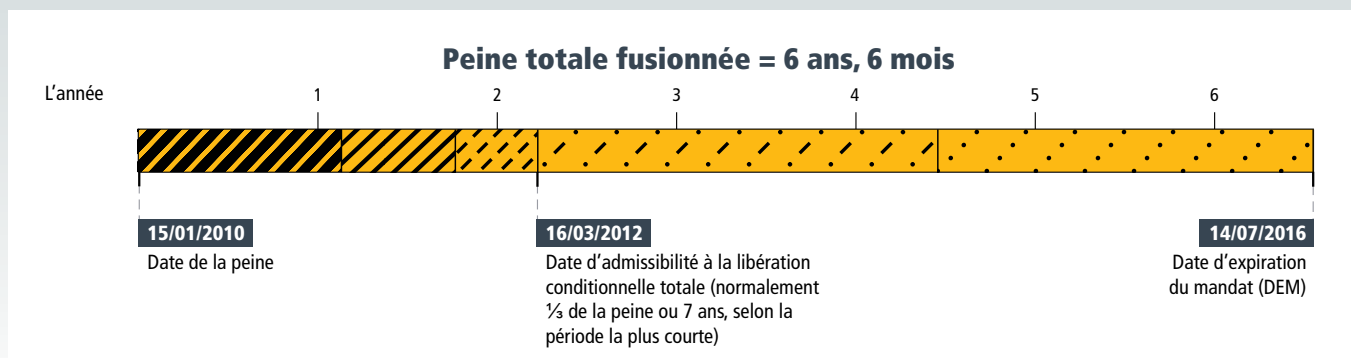 Peine totale fusionnée = 6 ans, 6 mois
L’année
1
2
3
4
5
6
15/01/2010
Date de la peine
16/03/2012
Date d’admissibilité à la libération
conditionnelle totale (normalement
⅓ de la peine ou 7 ans, selon la
période la plus courte)
14/07/2016
Date d’expiration
du mandat (DEM)